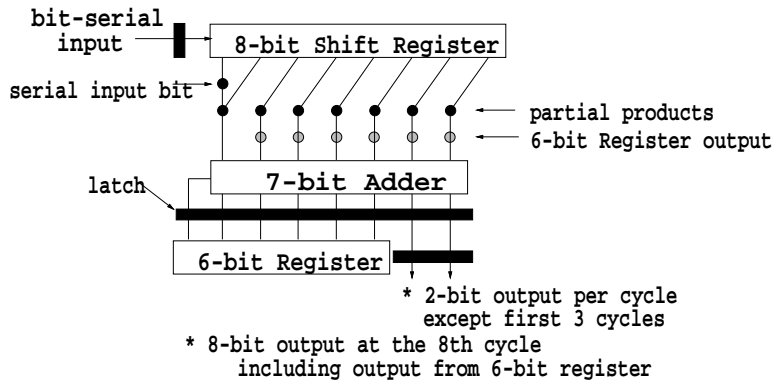 bit-serial
input
8-bit Shift Register
serial input bit
partial products
6-bit Register output
7-bit Adder
latch
6-bit Register
* 2-bit output per cycle
except first 3 cycles
* 8-bit output at the 8th cycle
including output from 6-bit register